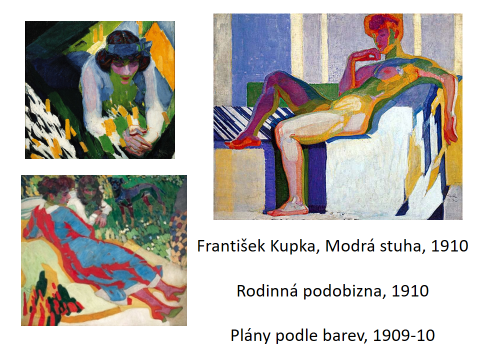 František Kupka, Modrá stuha, 1910
Rodinná podobizna, 1910
Plány podle barev, 1909-10